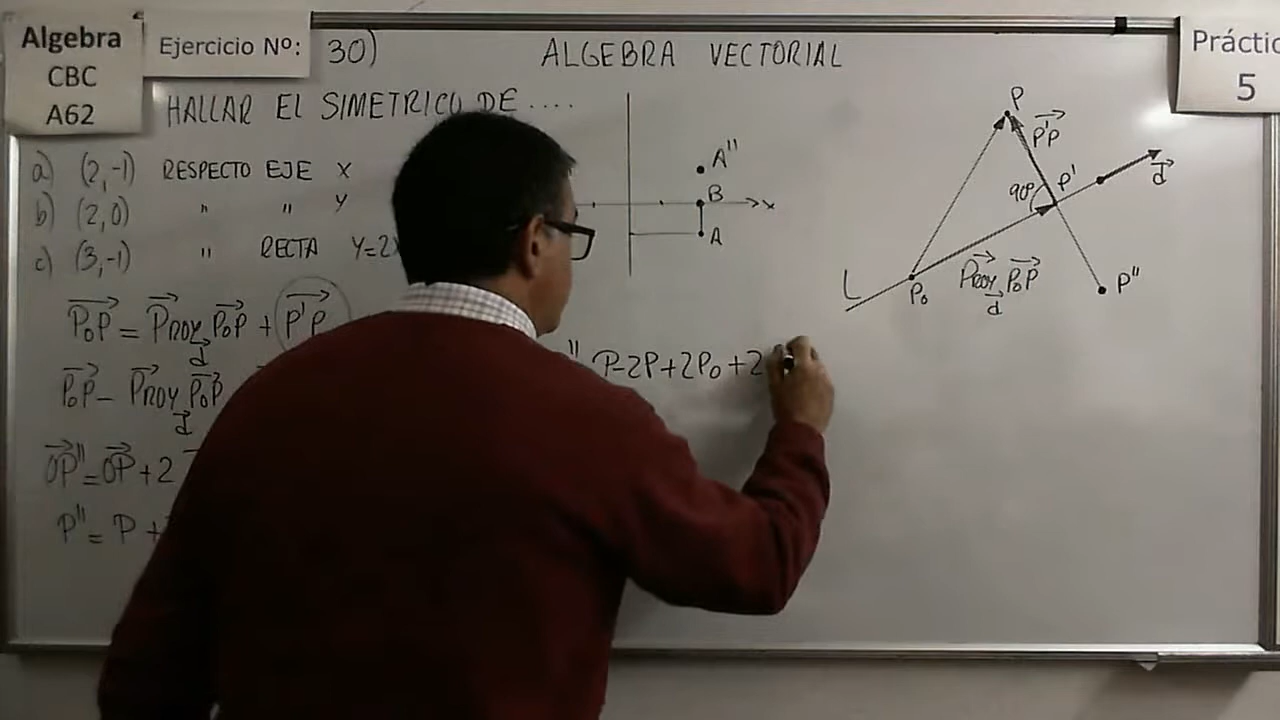 Algebra
CBC
A62
Ejercicio Nº:
30)
ALGEBRA VECTORIAL
Práctic
5
HALLAR EL SIMETRICO DE ....
a) (2,-1) RESPECTO EJE X
b) (2,0) " " Y
c) (3,-1) " RECTA Y=2
P₀P = Proy P₀P + P'P
d
P₀P - Proy P₀P
d
OP" = OP + 2
P" = P +
A"
B
x
A
" P-2P+2P₀+2
P
P'P
90º
P'
d
L
P₀
Proy P₀P
d
P"